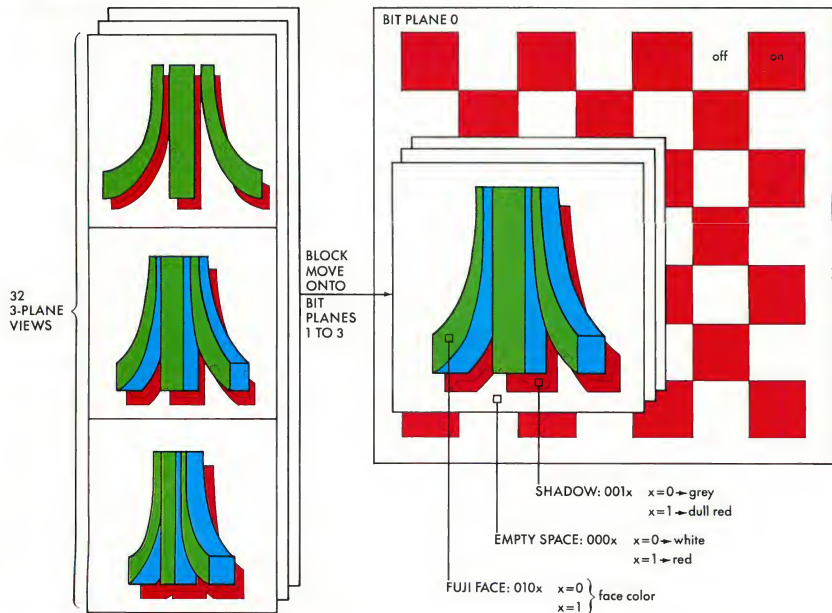 BIT PLANE 0
off
on
32
3-PLANE
VIEWS
BLOCK
MOVE
ONTO
BIT
PLANES
1 TO 3
SHADOW: 001x x=0→grey
x=1→dull red
EMPTY SPACE: 000x x=0→white
x=1→red
FUJI FACE: 010x x=0
x=1
} face color